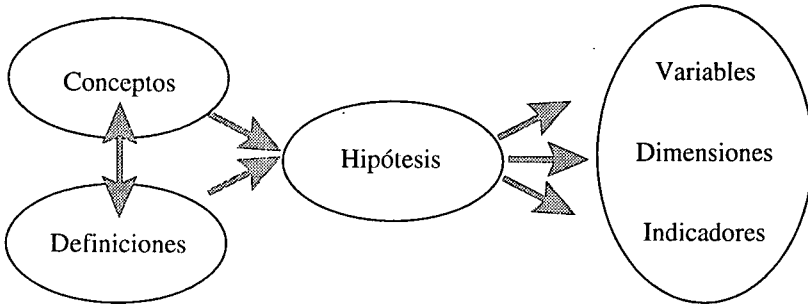 Conceptos
Definiciones
Hipótesis
Variables
Dimensiones
Indicadores